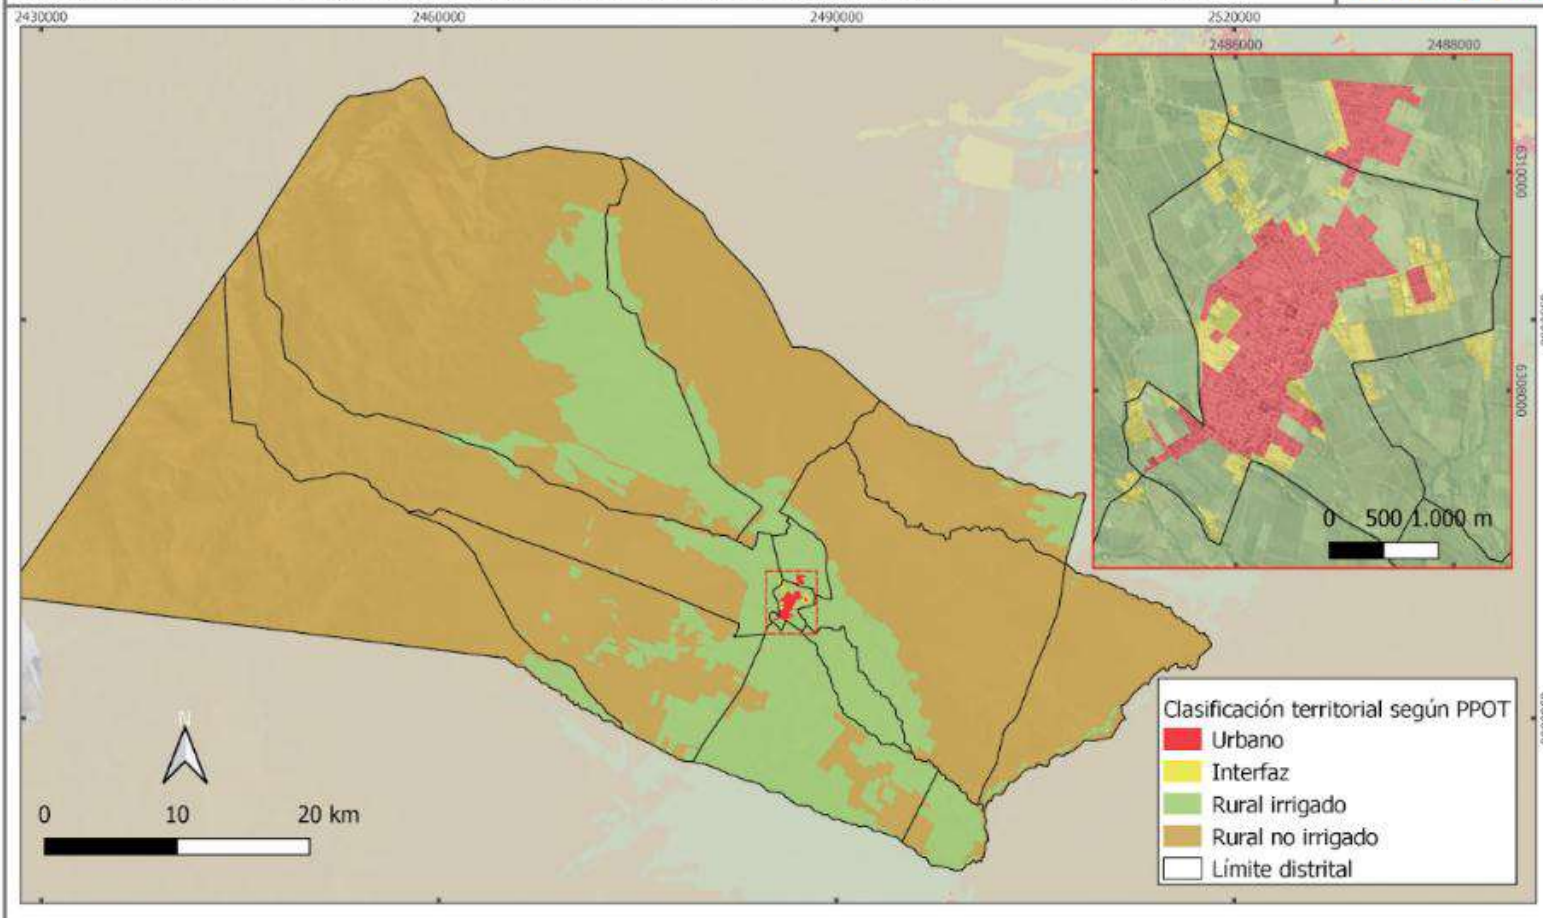 2430000 2460000 2490000 2520000
2486000 2488000
6310000
6308000
0 500 1.000 m
N
0 10 20 km
Clasificación territorial según PPOT
Urbano
Interfaz
Rural irrigado
Rural no irrigado
Límite distrital